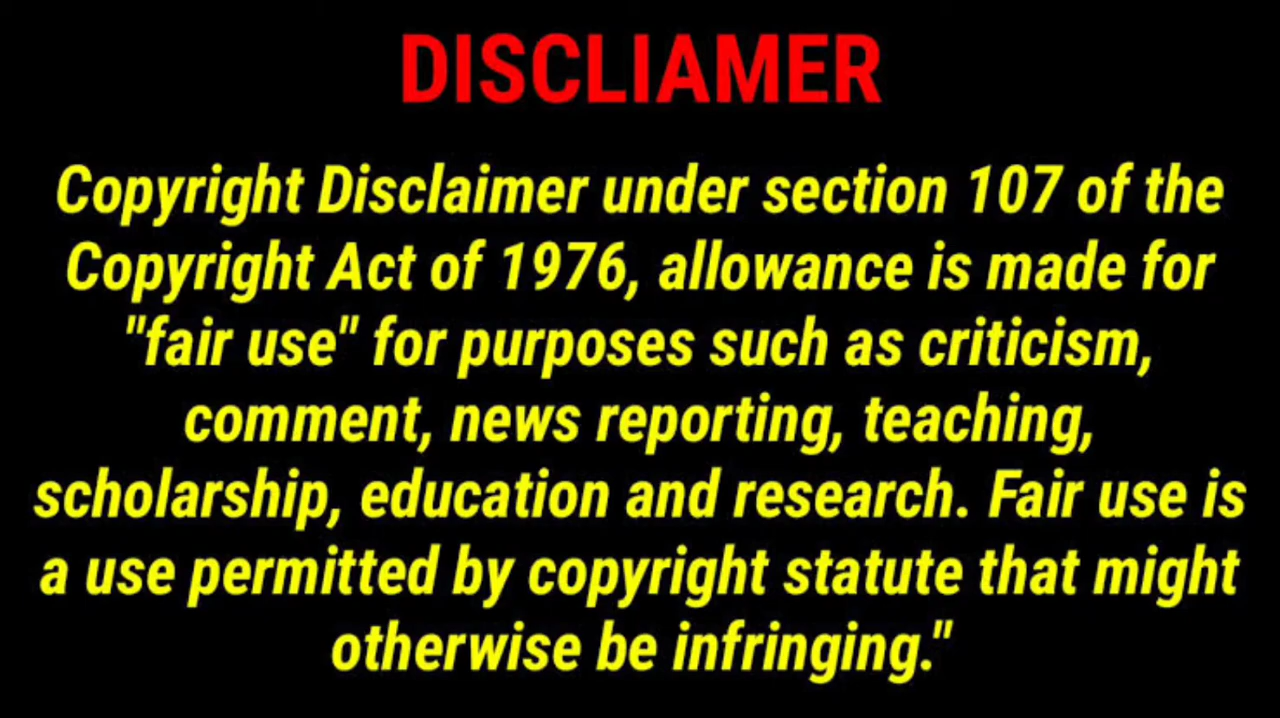 DISCLIAMER
Copyright Disclaimer under section 107 of the
Copyright Act of 1976, allowance is made for
"fair use" for purposes such as criticism,
comment, news reporting, teaching,
scholarship, education and research. Fair use is
a use permitted by copyright statute that might
otherwise be infringing."